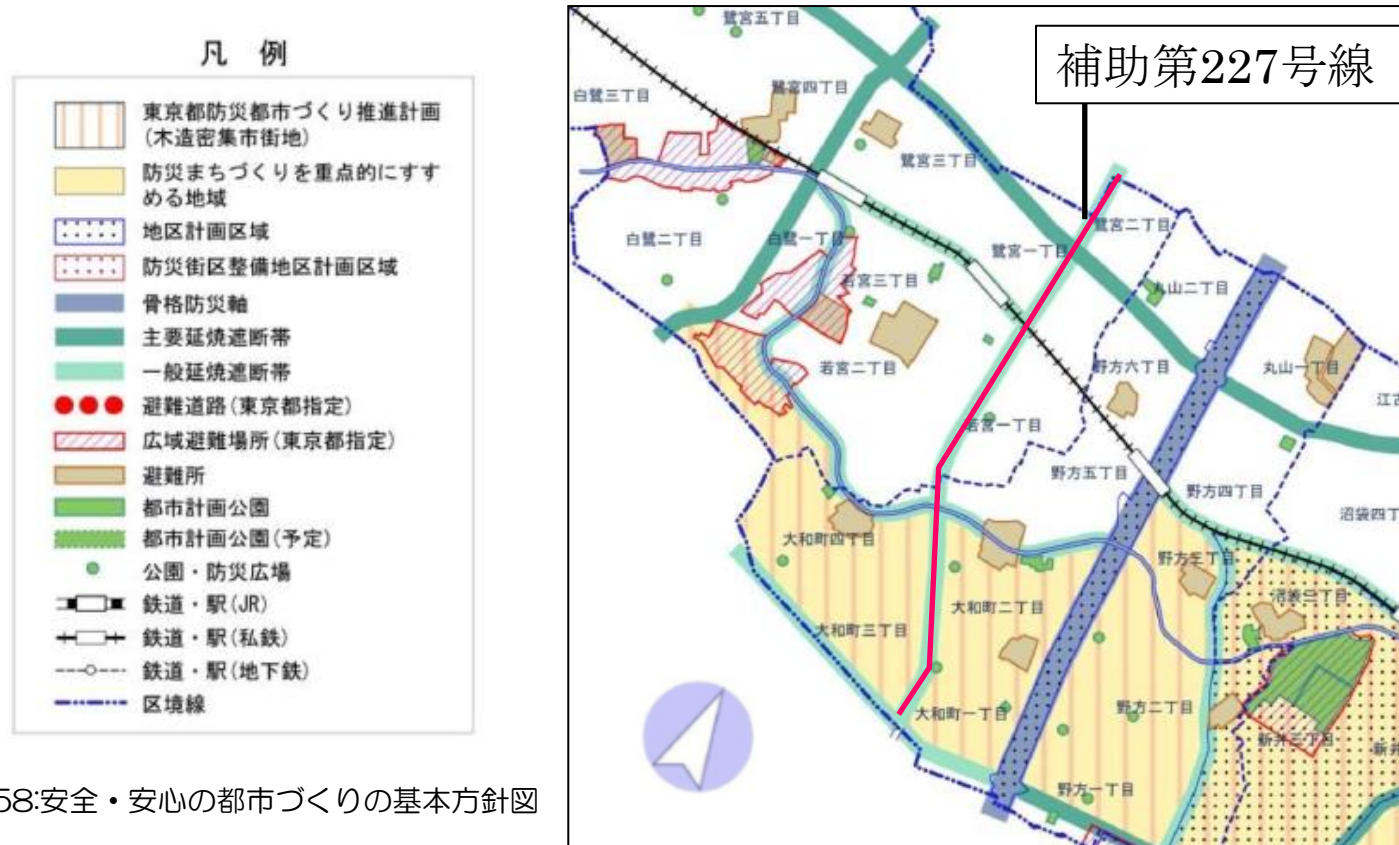 凡 例
東京都防災都市づくり推進計画
(木造密集市街地)
防災まちづくりを重点的にすす
める地域
地区計画区域
防災街区整備地区計画区域
骨格防災軸
主要延焼遮断帯
一般延焼遮断帯
避難道路(東京都指定)
広域避難場所(東京都指定)
避難所
都市計画公園
都市計画公園(予定)
公園・防災広場
鉄道・駅(JR)
鉄道・駅(私鉄)
鉄道・駅(地下鉄)
区境線
58:安全・安心の都市づくりの基本方針図
補助第227号線
鷺宮五丁目
白鷺三丁目
鷺宮四丁目
鷺宮三丁目
白鷺二丁目
白鷺一丁目
鷺宮一丁目
鷺宮二丁目
若宮三丁目
丸山二丁目
若宮二丁目
野方六丁目
丸山一丁目
江古
若宮一丁目
野方五丁目
野方四丁目
沼袋四丁
大和町四丁目
野方三丁目
大和町二丁目
沼袋三丁目
大和町三丁目
大和町一丁目
野方二丁目
新井三丁目
新井
野方一丁目